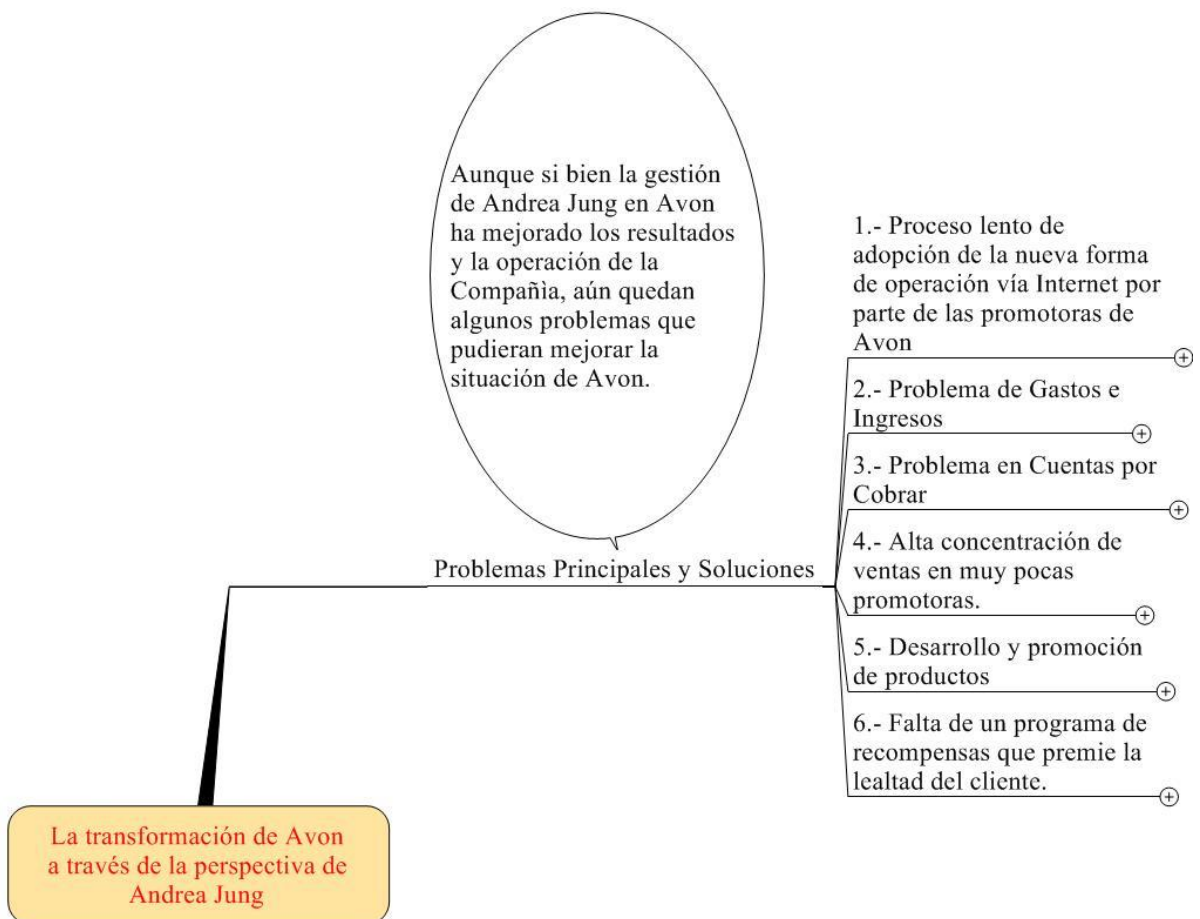 Aunque si bien la gestión
de Andrea Jung en Avon
ha mejorado los resultados
y la operación de la
Compañìa, aún quedan
algunos problemas que
pudieran mejorar la
situación de Avon.
Problemas Principales y Soluciones
1.- Proceso lento de
adopción de la nueva forma
de operación vía Internet por
parte de las promotoras de
Avon
2.- Problema de Gastos e
Ingresos
3.- Problema en Cuentas por
Cobrar
4.- Alta concentración de
ventas en muy pocas
promotoras.
5.- Desarrollo y promoción
de productos
6.- Falta de un programa de
recompensas que premie la
lealtad del cliente.
La transformación de Avon
a través de la perspectiva de
Andrea Jung